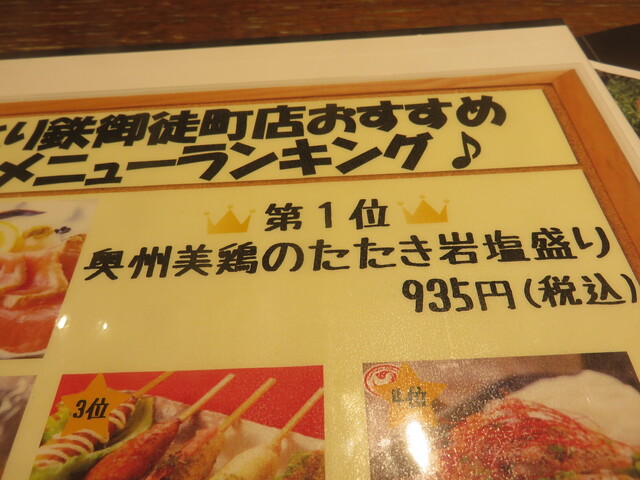 り鉄御徒町店おすすめ
メニューランキング♪
第1位
奥州美鶏のたたき岩塩盛り
935円(税込)
3位
4位